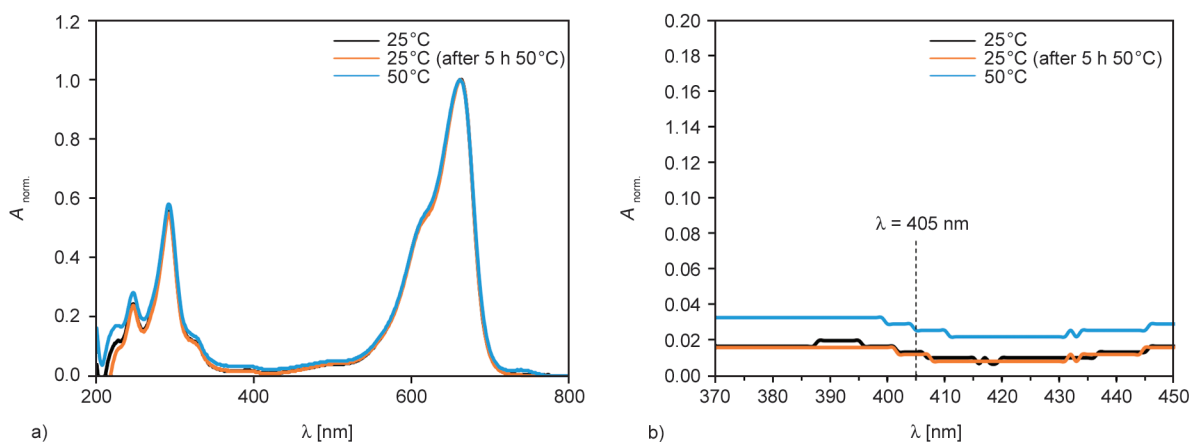 1.2
1.0
0.8
0.6
0.4
0.2
0.0
A norm.
25°C
25°C (after 5 h 50°C)
50°C
200 400 600 800
a) λ [nm]
0.20
0.18
0.16
0.14
0.12
0.10
0.08
0.06
0.04
0.02
0.00
A norm.
25°C
25°C (after 5 h 50°C)
50°C
λ = 405 nm
370 380 390 400 410 420 430 440 450
b) λ [nm]